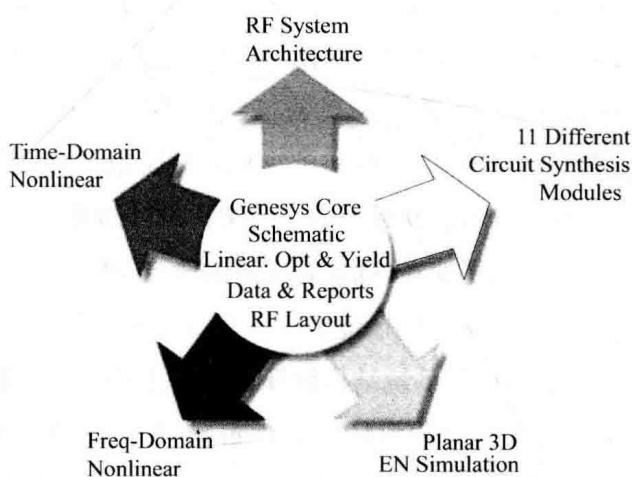 RF System
Architecture
Time-Domain
Nonlinear
11 Different
Circuit Synthesis
Modules
Genesys Core
Schematic
Linear. Opt & Yield
Data & Reports
RF Layout
Freq-Domain
Nonlinear
Planar 3D
EN Simulation